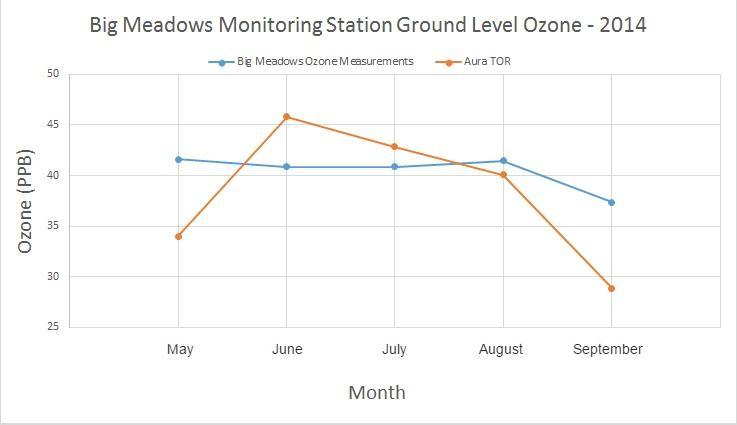 Big Meadows Monitoring Station Ground Level Ozone - 2014
Big Meadows Ozone Measurements Aura TOR
50
45
40
35
30
25
Ozone (PPB)
May June July August September
Month